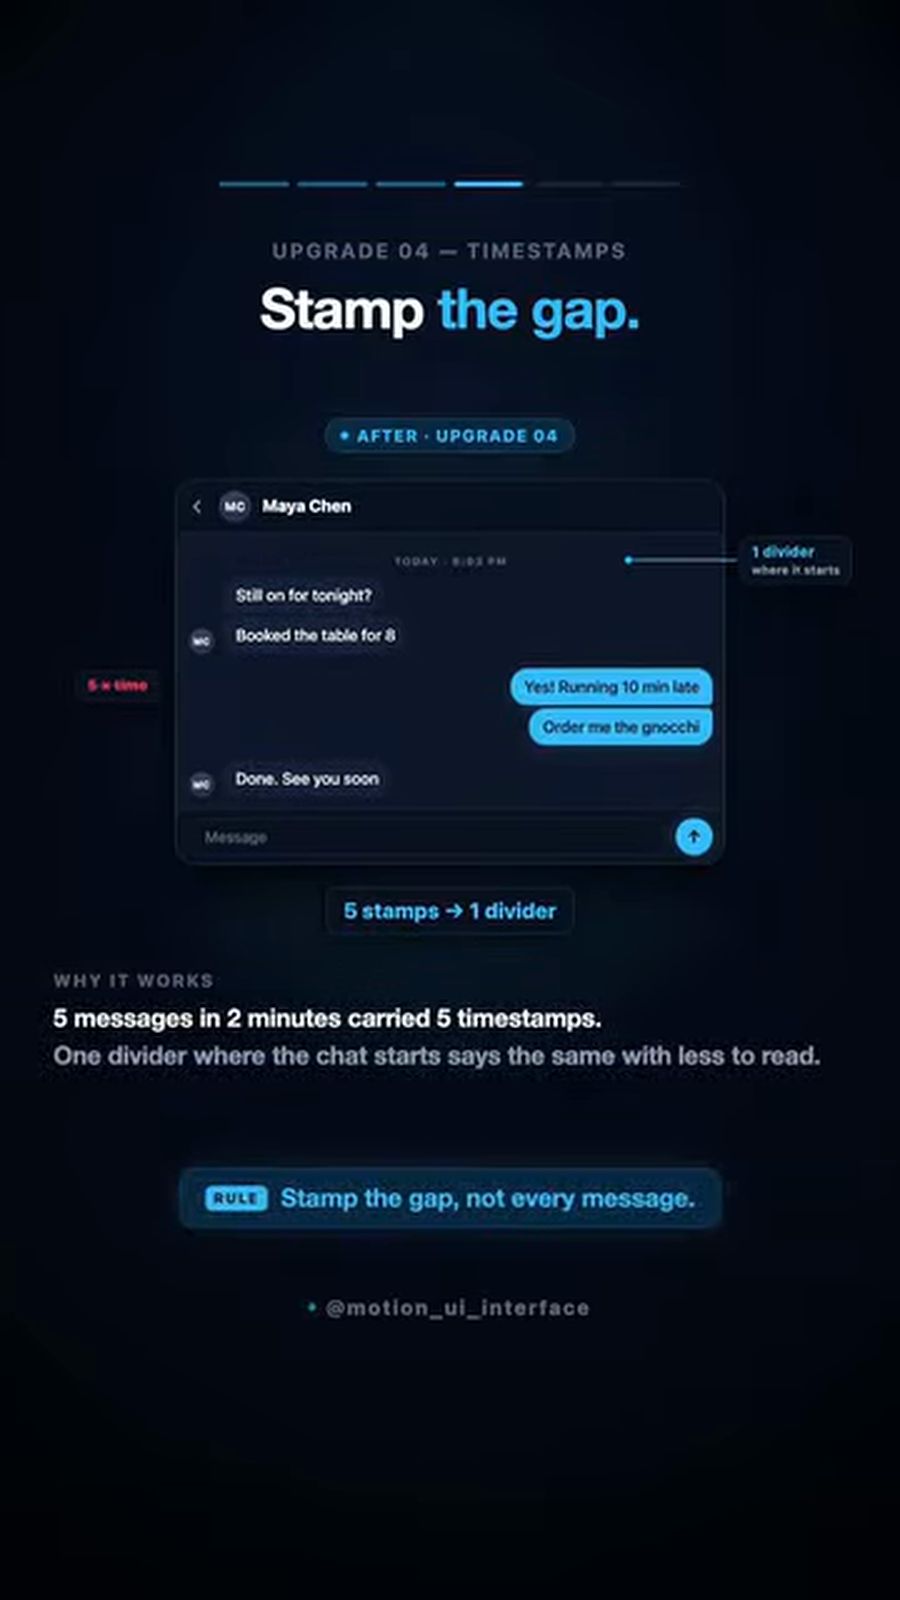 UPGRADE 04 — TIMESTAMPS
Stamp the gap.
AFTER · UPGRADE 04
MC Maya Chen
TODAY
1 divider
where it starts
Still on for tonight?
MC Booked the table for 8
5 × time
Yes! Running 10 min late
Order me the gnocchi
MC Done. See you soon
Message
5 stamps → 1 divider
WHY IT WORKS
5 messages in 2 minutes carried 5 timestamps.
One divider where the chat starts says the same with less to read.
RULE Stamp the gap, not every message.
@motion_ui_interface